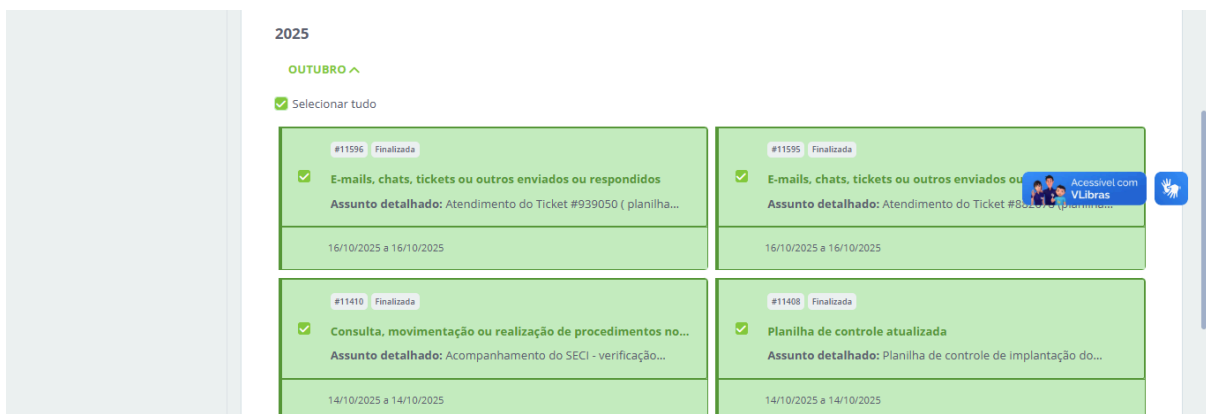 2025
OUTUBRO
Selecionar tudo
#11596 Finalizada
E-mails, chats, tickets ou outros enviados ou respondidos
Assunto detalhado: Atendimento do Ticket #939050 ( planilha...
16/10/2025 a 16/10/2025
#11595 Finalizada
E-mails, chats, tickets ou outros enviados ou
Assunto detalhado: Atendimento do Ticket
16/10/2025 a 16/10/2025
Acessível com
VLibras
#11410 Finalizada
Consulta, movimentação ou realização de procedimentos no...
Assunto detalhado: Acompanhamento do SECI - verificação...
14/10/2025 a 14/10/2025
#11408 Finalizada
Planilha de controle atualizada
Assunto detalhado: Planilha de controle de implantação do...
14/10/2025 a 14/10/2025